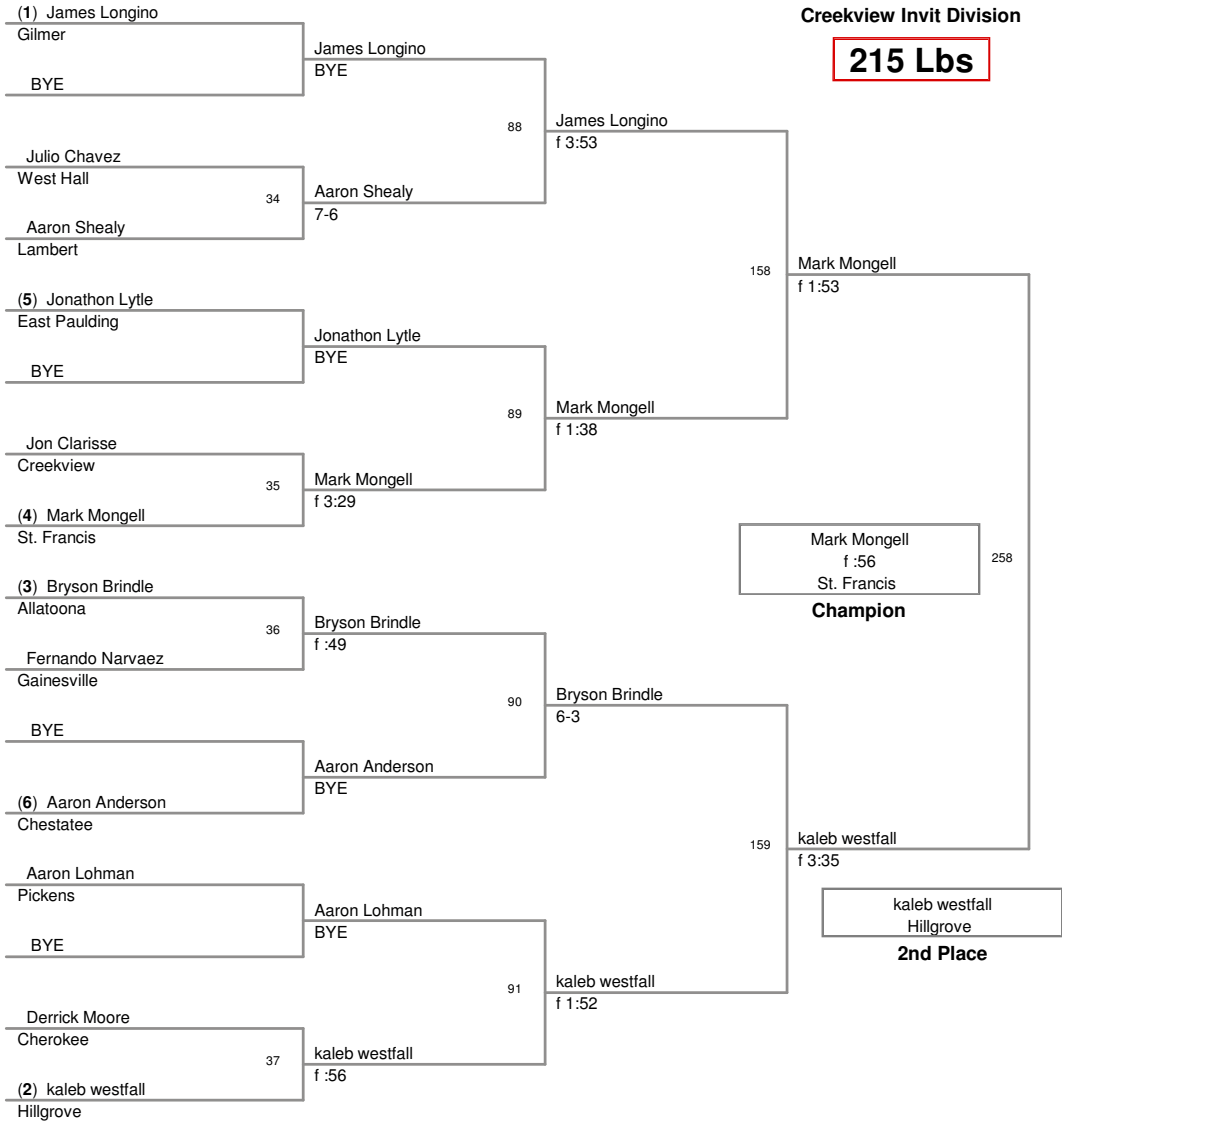 Creekview Invit Division
215 Lbs
(1) James Longino
Gilmer
BYE
James Longino
BYE
Julio Chavez
West Hall
34
Aaron Shealy
Lambert
Aaron Shealy
7-6
88
James Longino
f 3:53
(5) Jonathon Lytle
East Paulding
BYE
Jonathon Lytle
BYE
Jon Clarisse
Creekview
35
(4) Mark Mongell
St. Francis
Mark Mongell
f 3:29
89
Mark Mongell
f 1:38
158
Mark Mongell
f 1:53
(3) Bryson Brindle
Allatoona
36
Fernando Narvaez
Gainesville
Bryson Brindle
f :49
BYE
(6) Aaron Anderson
Chestatee
Aaron Anderson
BYE
90
Bryson Brindle
6-3
Aaron Lohman
Pickens
BYE
Aaron Lohman
BYE
Derrick Moore
Cherokee
37
(2) kaleb westfall
Hillgrove
kaleb westfall
f :56
91
kaleb westfall
f 1:52
159
kaleb westfall
f 3:35
258
Mark Mongell
f :56
St. Francis
Champion
kaleb westfall
Hillgrove
2nd Place